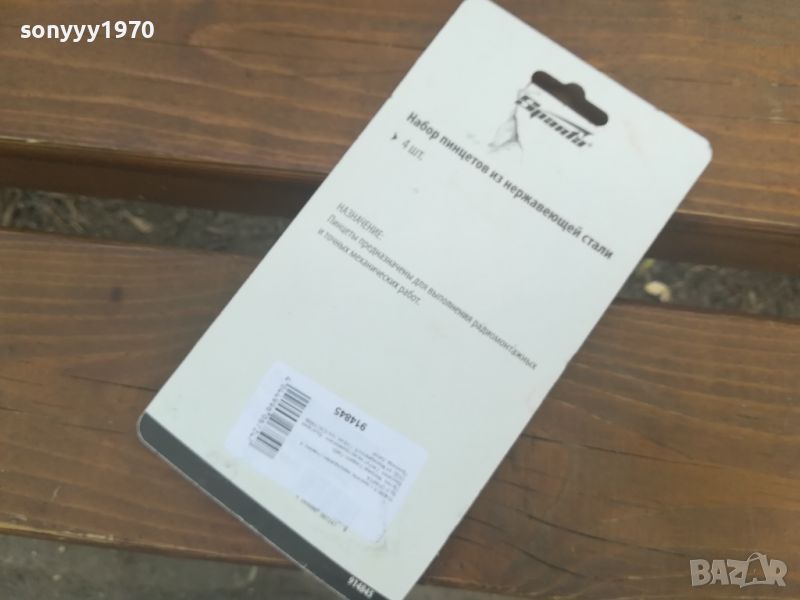 sonyyy1970
Sparta
Набор пинцетов из нержавеющей стали
4 шт.
НАЗНАЧЕНИЕ:
Пинцеты предназначены для выполнения радиомонтажных
и точных механических работ.
914845
914845
BAZAR